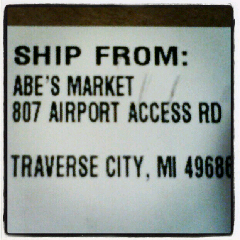 SHIP FROM:
ABE'S MARKET
807 AIRPORT ACCESS RD
TRAVERSE CITY, MI 49686